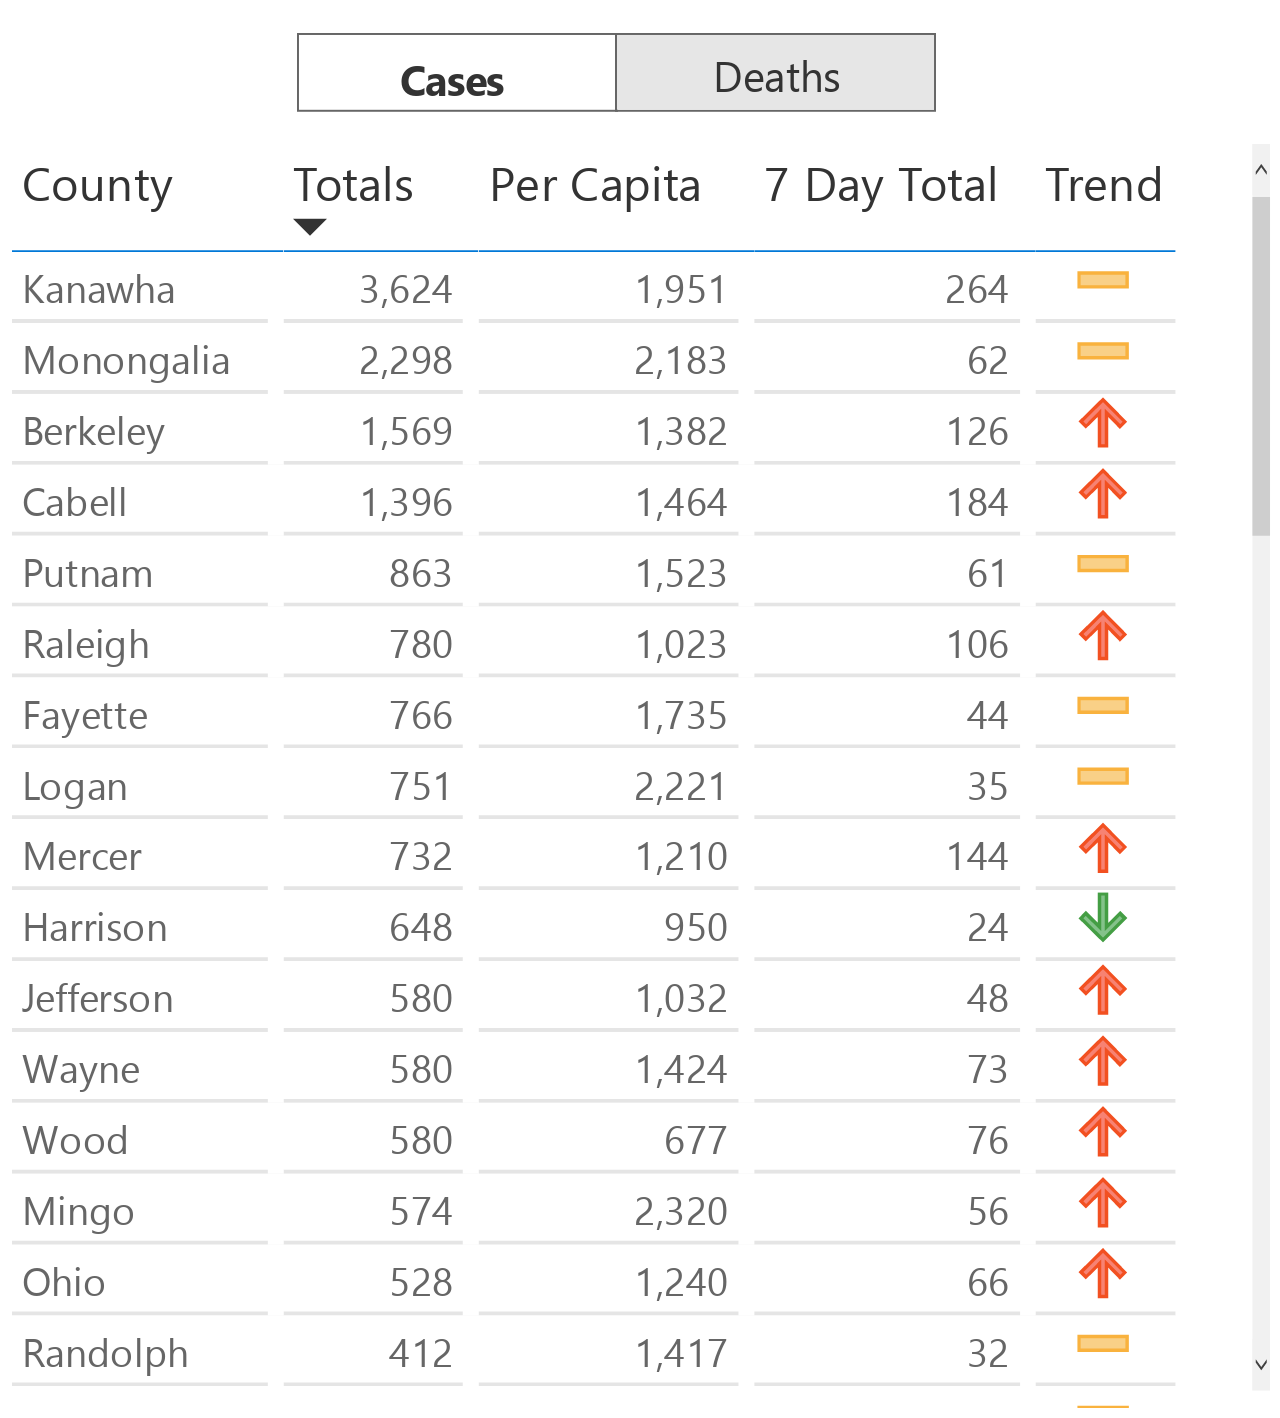 Cases Deaths
County Totals Per Capita 7 Day Total Trend
Kanawha 3,624 1,951 264
Monongalia 2,298 2,183 62
Berkeley 1,569 1,382 126
Cabell 1,396 1,464 184
Putnam 863 1,523 61
Raleigh 780 1,023 106
Fayette 766 1,735 44
Logan 751 2,221 35
Mercer 732 1,210 144
Harrison 648 950 24
Jefferson 580 1,032 48
Wayne 580 1,424 73
Wood 580 677 76
Mingo 574 2,320 56
Ohio 528 1,240 66
Randolph 412 1,417 32